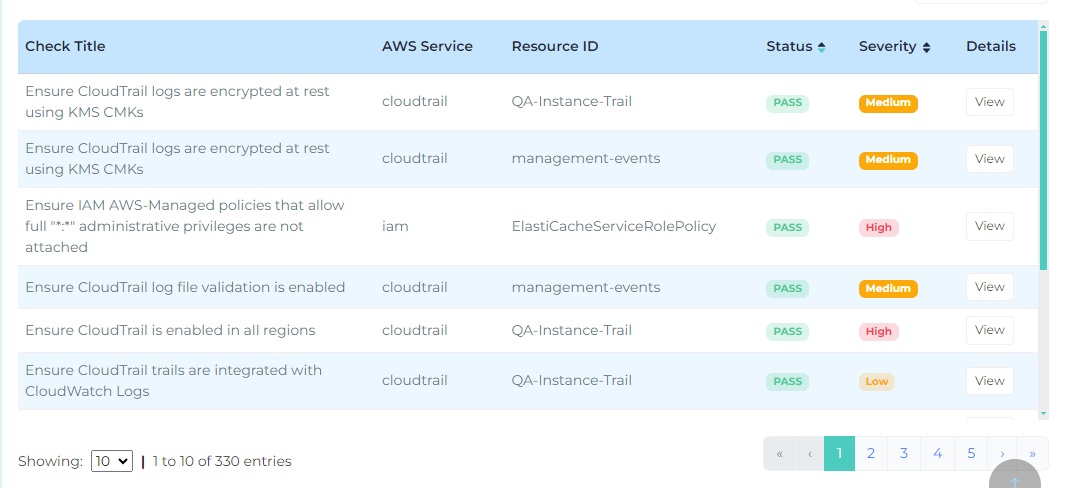 Check Title AWS Service Resource ID Status Severity Details
Ensure CloudTrail logs are encrypted at rest
using KMS CMKs
cloudtrail QA-Instance-Trail PASS Medium View
Ensure CloudTrail logs are encrypted at rest
using KMS CMKs
cloudtrail management-events PASS Medium View
Ensure IAM AWS-Managed policies that allow
full "*:*" administrative privileges are not
attached
iam ElastiCacheServiceRolePolicy PASS High View
Ensure CloudTrail log file validation is enabled cloudtrail management-events PASS Medium View
Ensure CloudTrail is enabled in all regions cloudtrail QA-Instance-Trail PASS High View
Ensure CloudTrail trails are integrated with
CloudWatch Logs
cloudtrail QA-Instance-Trail PASS Low View
Showing: 10 | 1 to 10 of 330 entries « ‹ 1 2 3 4 5 › »